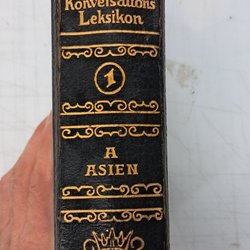 Konversations
Leksikon
1
A
ASIEN